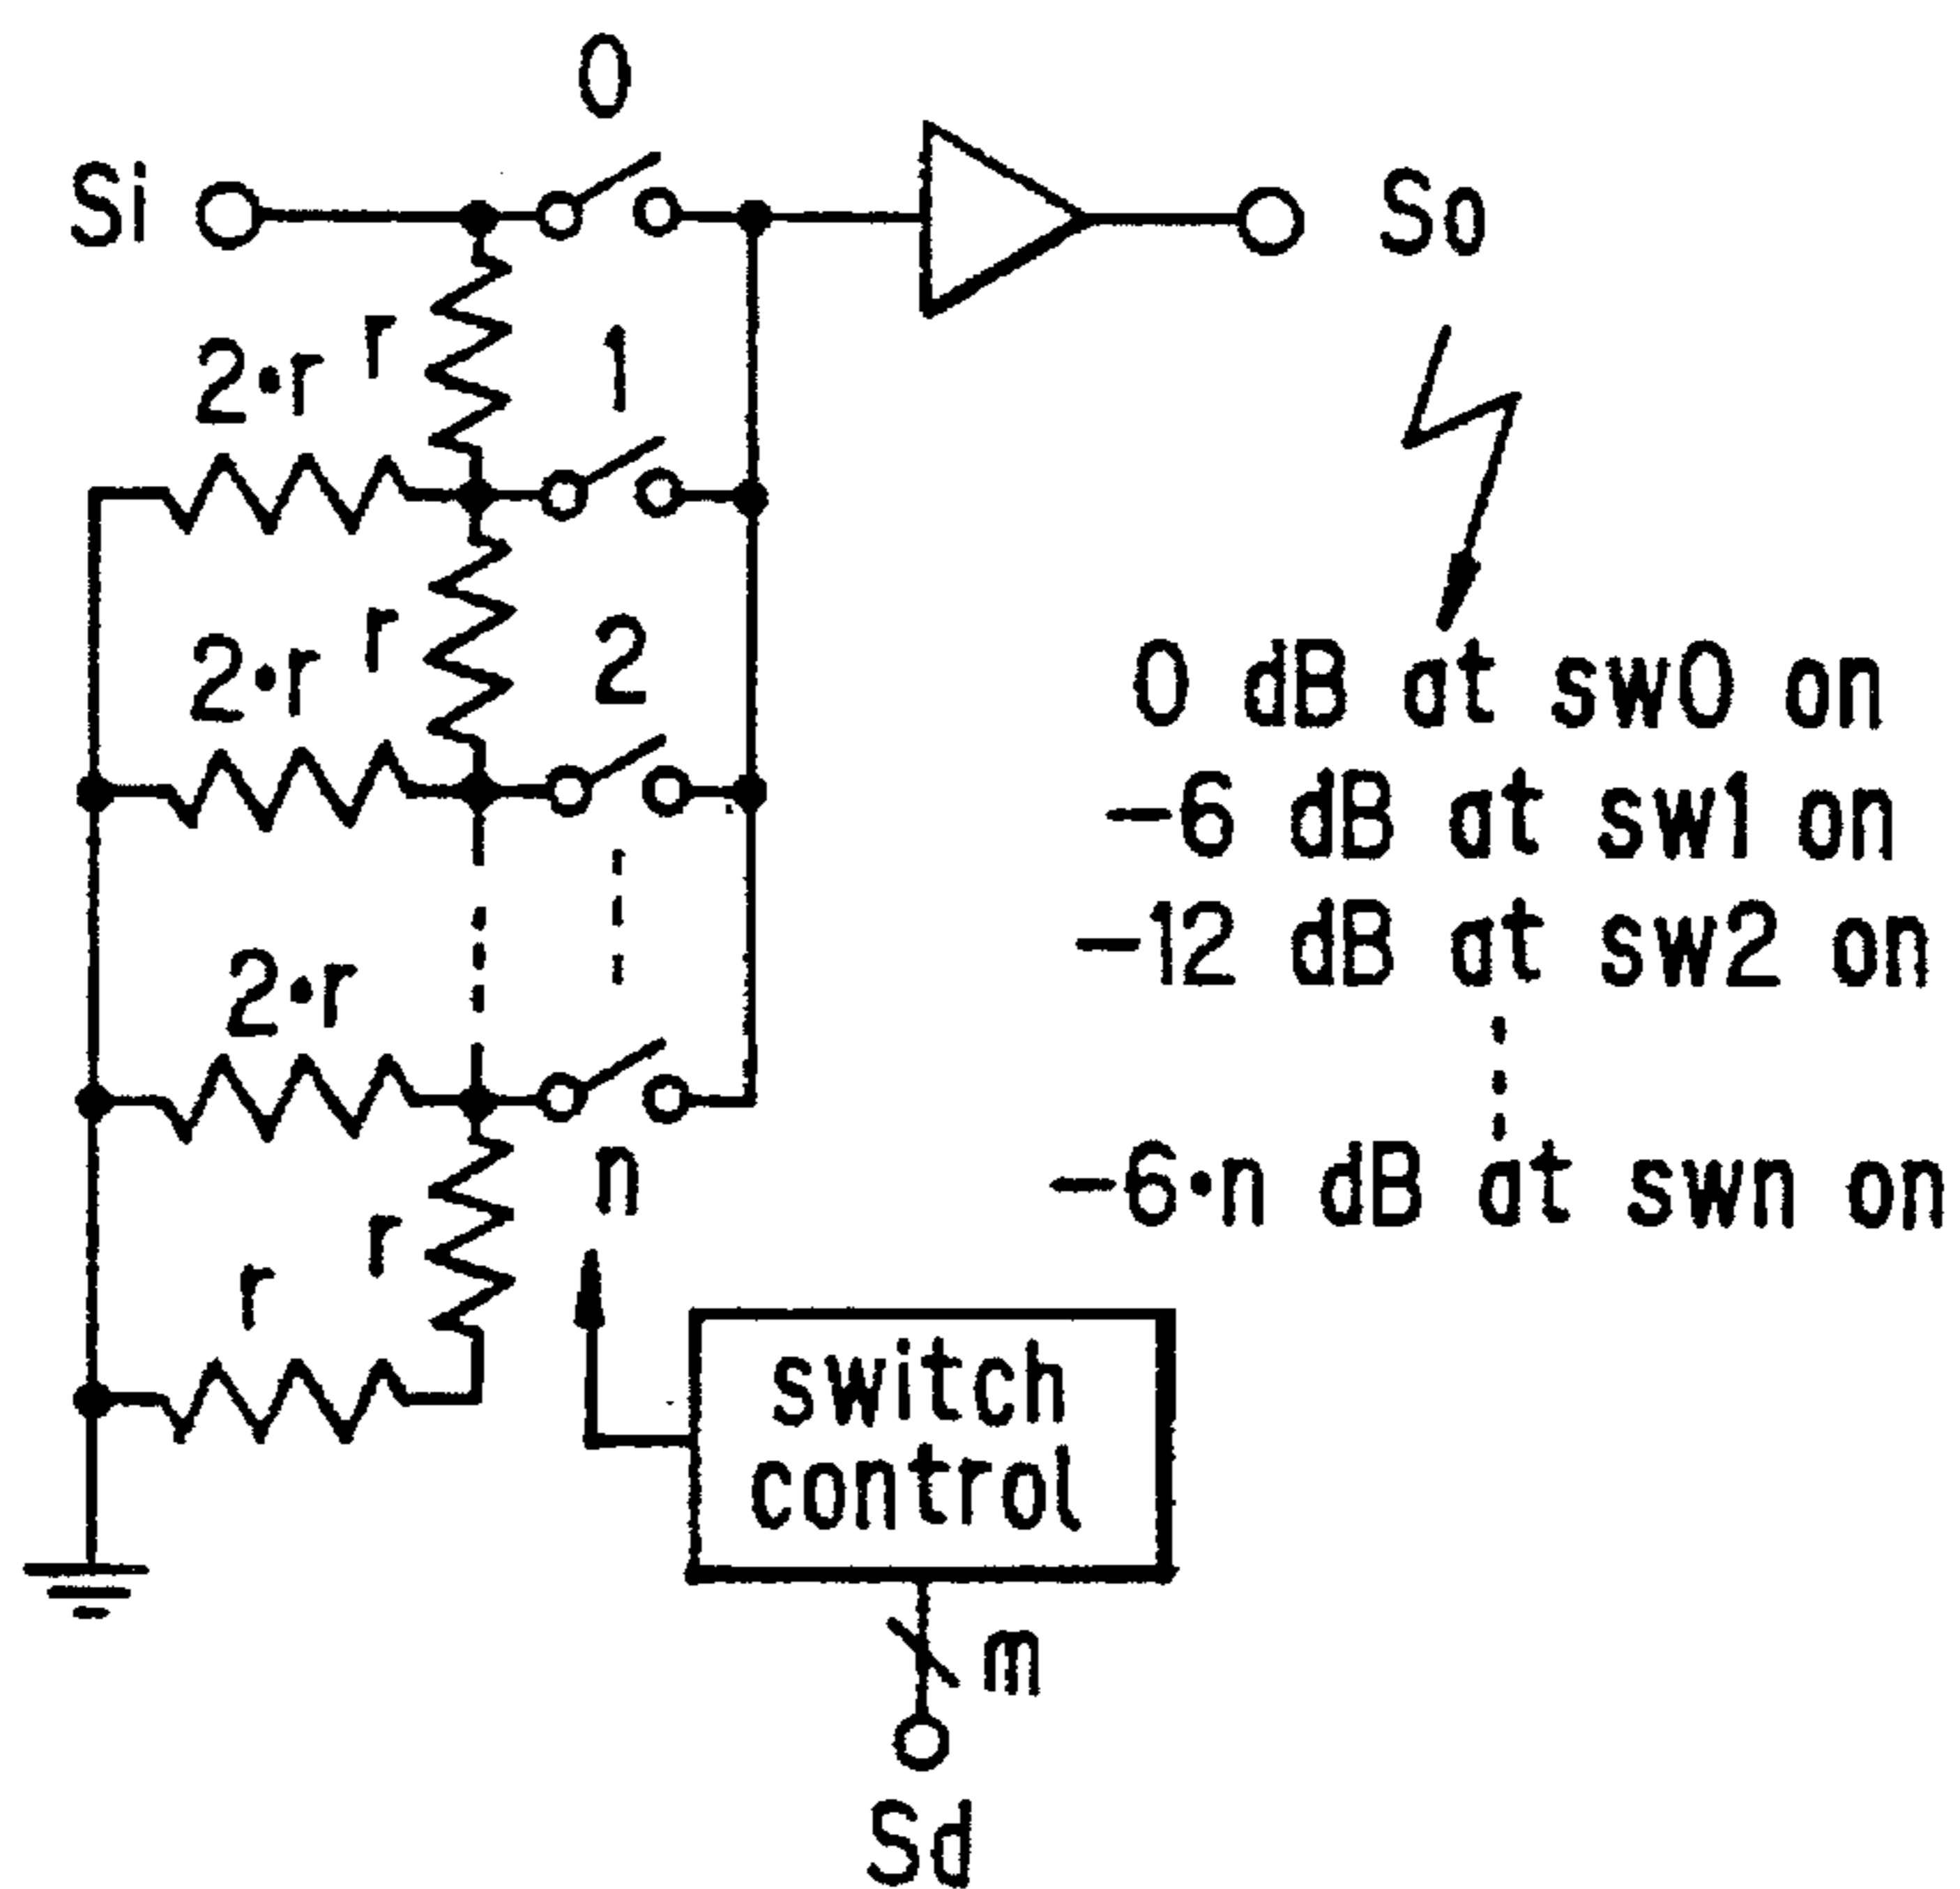 0
Si
So
2·r
r
1
2·r
r
2
0 dB at sw0 on
-6 dB at sw1 on
-12 dB at sw2 on
2·r
n
-6·n dB at swn on
r
r
switch
control
m
Sd